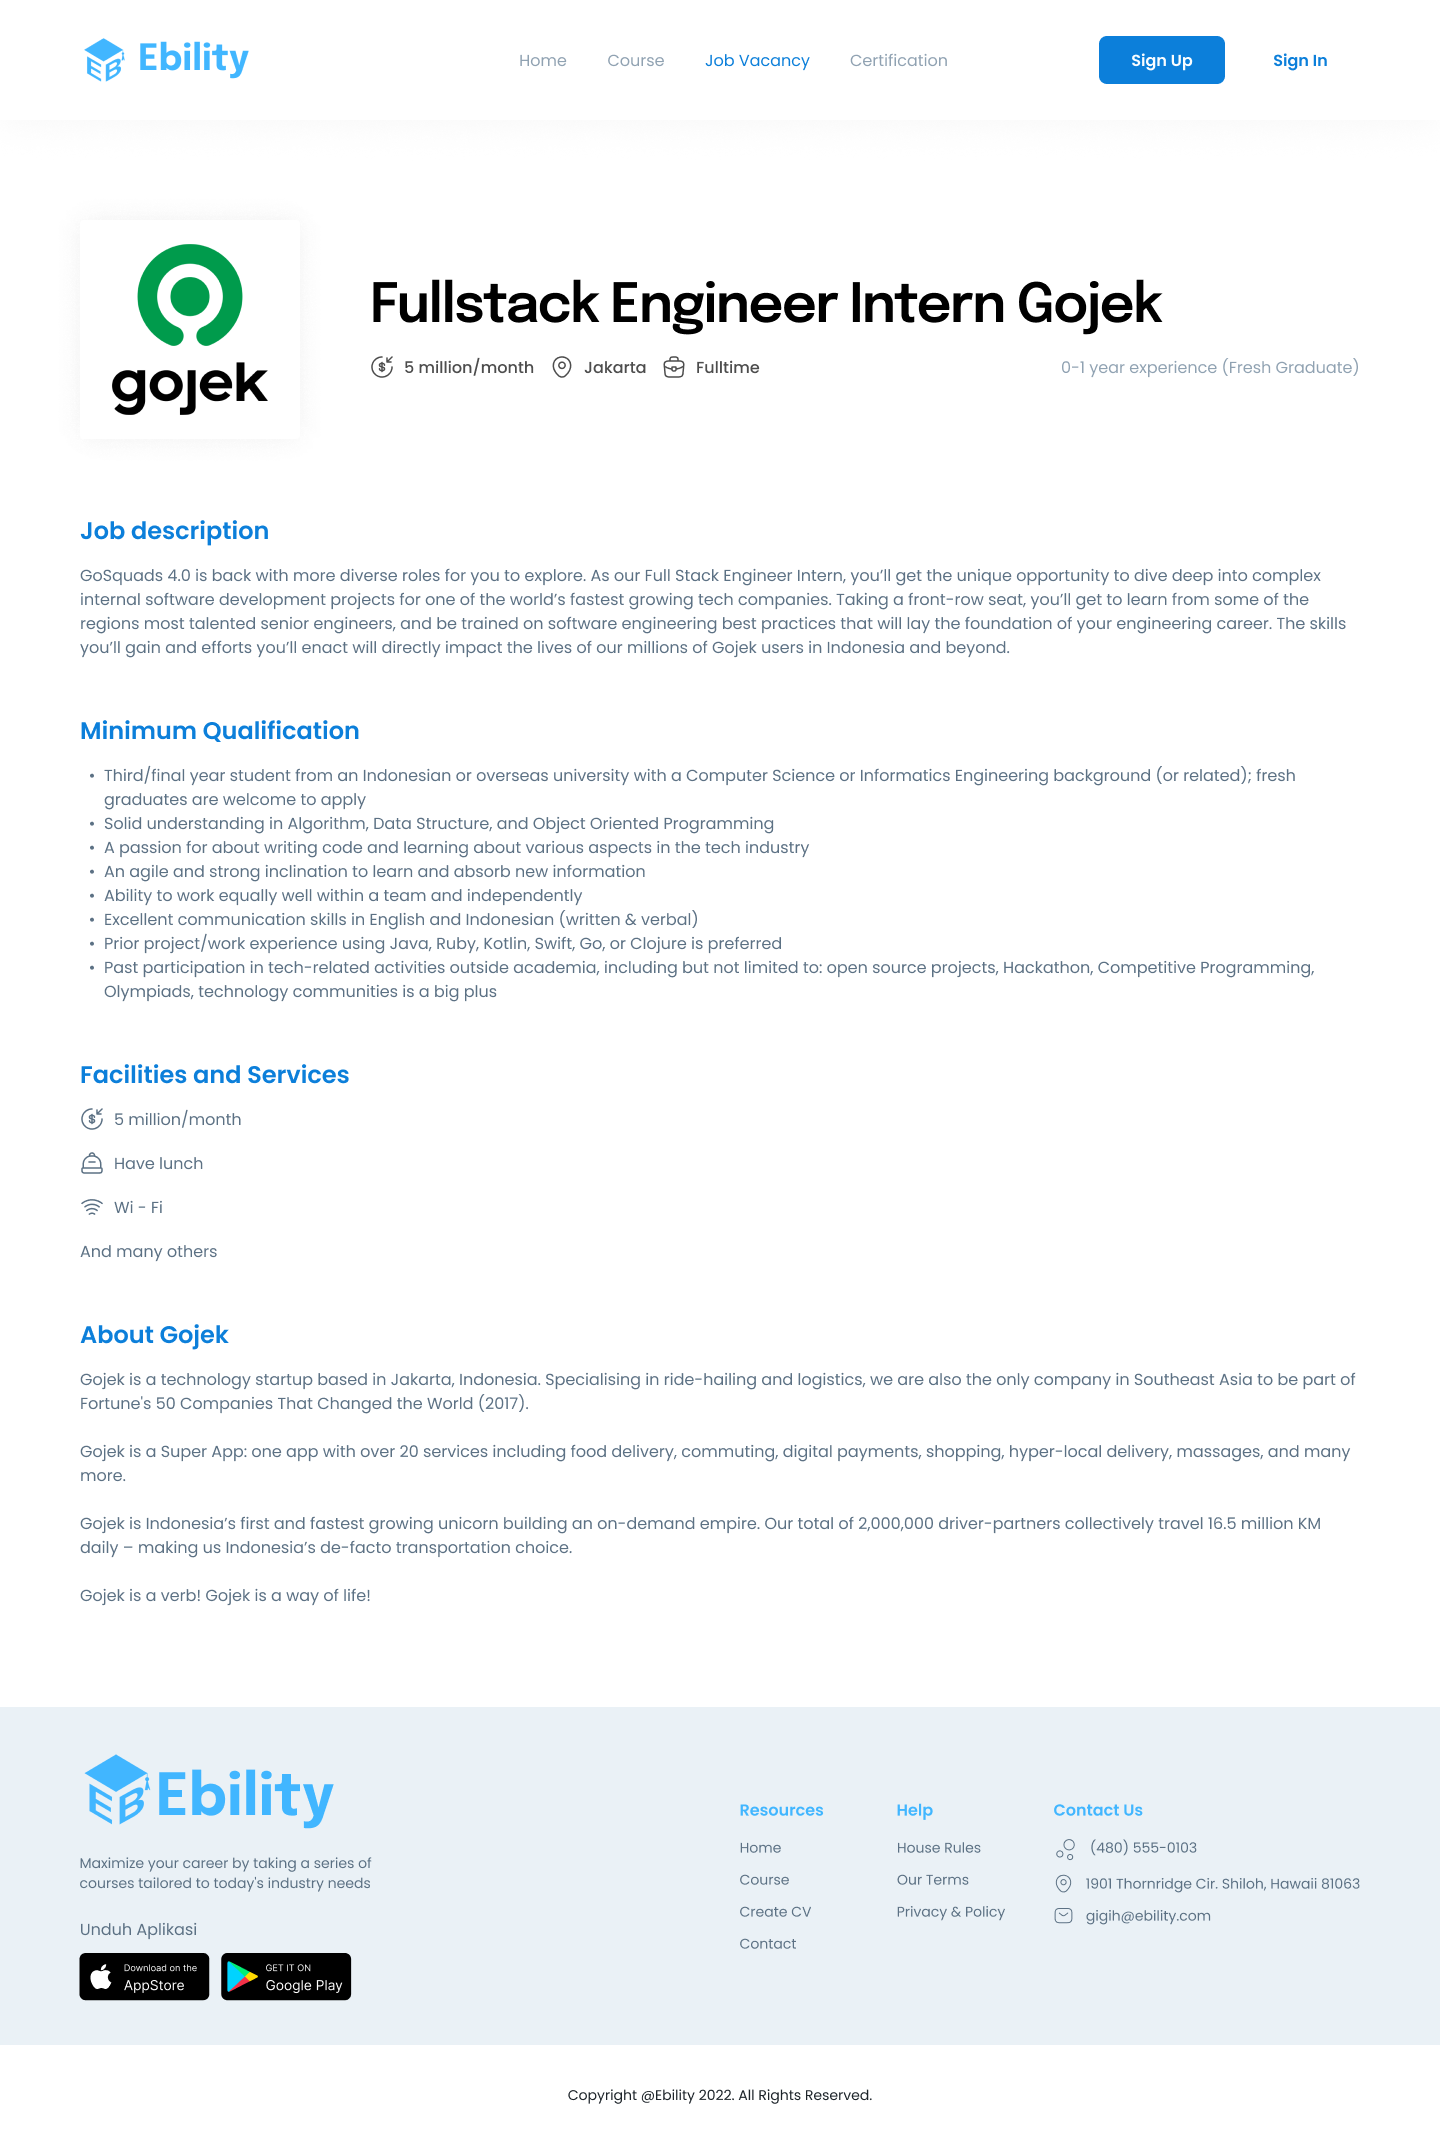 Ebility
Home Course Job Vacancy Certification
Sign Up Sign In
gojek
Fullstack Engineer Intern Gojek
5 million/month Jakarta Fulltime 0-1 year experience (Fresh Graduate)
Job description
GoSquads 4.0 is back with more diverse roles for you to explore. As our Full Stack Engineer Intern, you’ll get the unique opportunity to dive deep into complex
internal software development projects for one of the world’s fastest growing tech companies. Taking a front-row seat, you’ll get to learn from some of the
regions most talented senior engineers, and be trained on software engineering best practices that will lay the foundation of your engineering career. The skills
you’ll gain and efforts you’ll enact will directly impact the lives of our millions of Gojek users in Indonesia and beyond.
Minimum Qualification
• Third/final year student from an Indonesian or overseas university with a Computer Science or Informatics Engineering background (or related); fresh
graduates are welcome to apply
• Solid understanding in Algorithm, Data Structure, and Object Oriented Programming
• A passion for about writing code and learning about various aspects in the tech industry
• An agile and strong inclination to learn and absorb new information
• Ability to work equally well within a team and independently
• Excellent communication skills in English and Indonesian (written & verbal)
• Prior project/work experience using Java, Ruby, Kotlin, Swift, Go, or Clojure is preferred
• Past participation in tech-related activities outside academia, including but not limited to: open source projects, Hackathon, Competitive Programming,
Olympiads, technology communities is a big plus
Facilities and Services
5 million/month
Have lunch
Wi - Fi
And many others
About Gojek
Gojek is a technology startup based in Jakarta, Indonesia. Specialising in ride-hailing and logistics, we are also the only company in Southeast Asia to be part of
Fortune's 50 Companies That Changed the World (2017).
Gojek is a Super App: one app with over 20 services including food delivery, commuting, digital payments, shopping, hyper-local delivery, massages, and many
more.
Gojek is Indonesia’s first and fastest growing unicorn building an on-demand empire. Our total of 2,000,000 driver-partners collectively travel 16.5 million KM
daily – making us Indonesia’s de-facto transportation choice.
Gojek is a verb! Gojek is a way of life!
Ebility
Maximize your career by taking a series of
courses tailored to today's industry needs
Unduh Aplikasi
Download on the
AppStore
GET IT ON
Google Play
Resources
Home
Course
Create CV
Contact
Help
House Rules
Our Terms
Privacy & Policy
Contact Us
(480) 555-0103
1901 Thornridge Cir. Shiloh, Hawaii 81063
gigih@ebility.com
Copyright @Ebility 2022. All Rights Reserved.